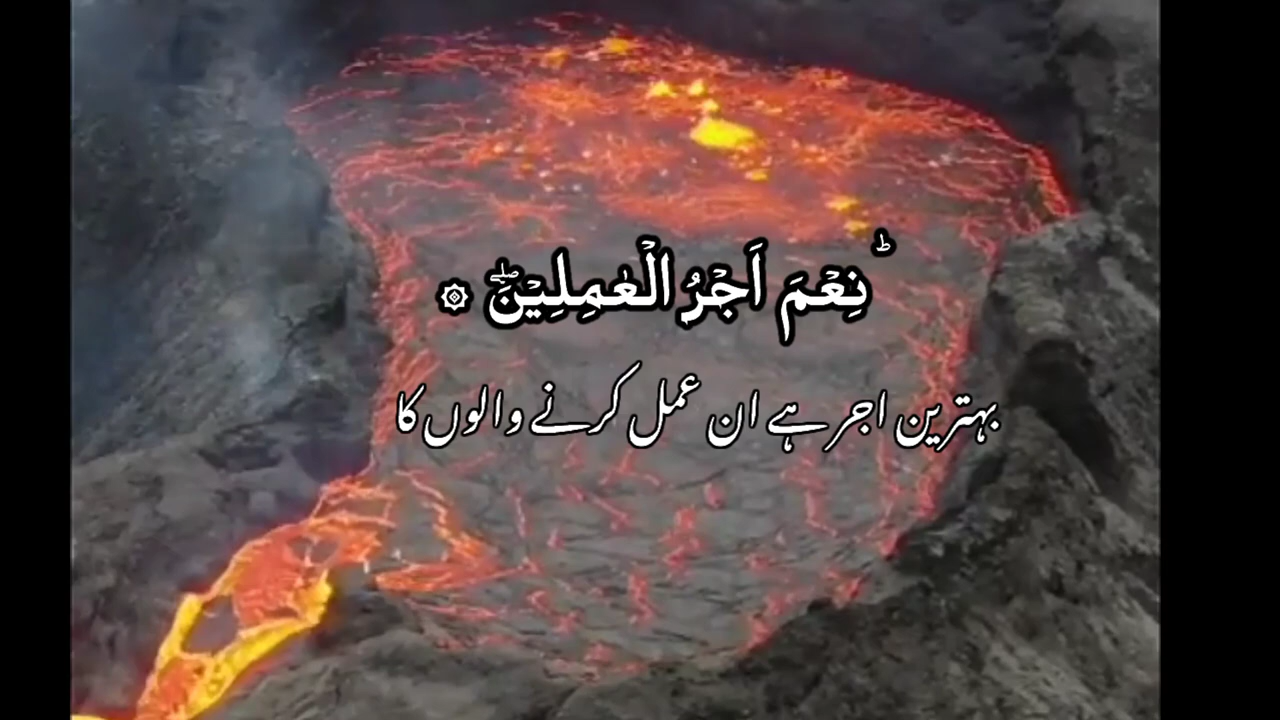 ؕ نِعۡمَ اَجۡرُ الۡعٰمِلِيۡنَ ۖۗ ۞
بہترین اجر ہے ان عمل کرنے والوں کا